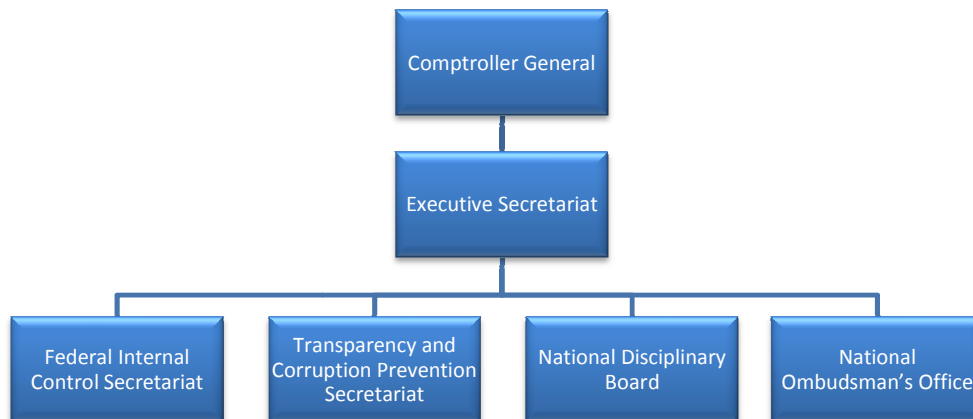 Comptroller General
Executive Secretariat
Federal Internal
Control Secretariat
Transparency and
Corruption Prevention
Secretariat
National Disciplinary
Board
National
Ombudsman’s Office